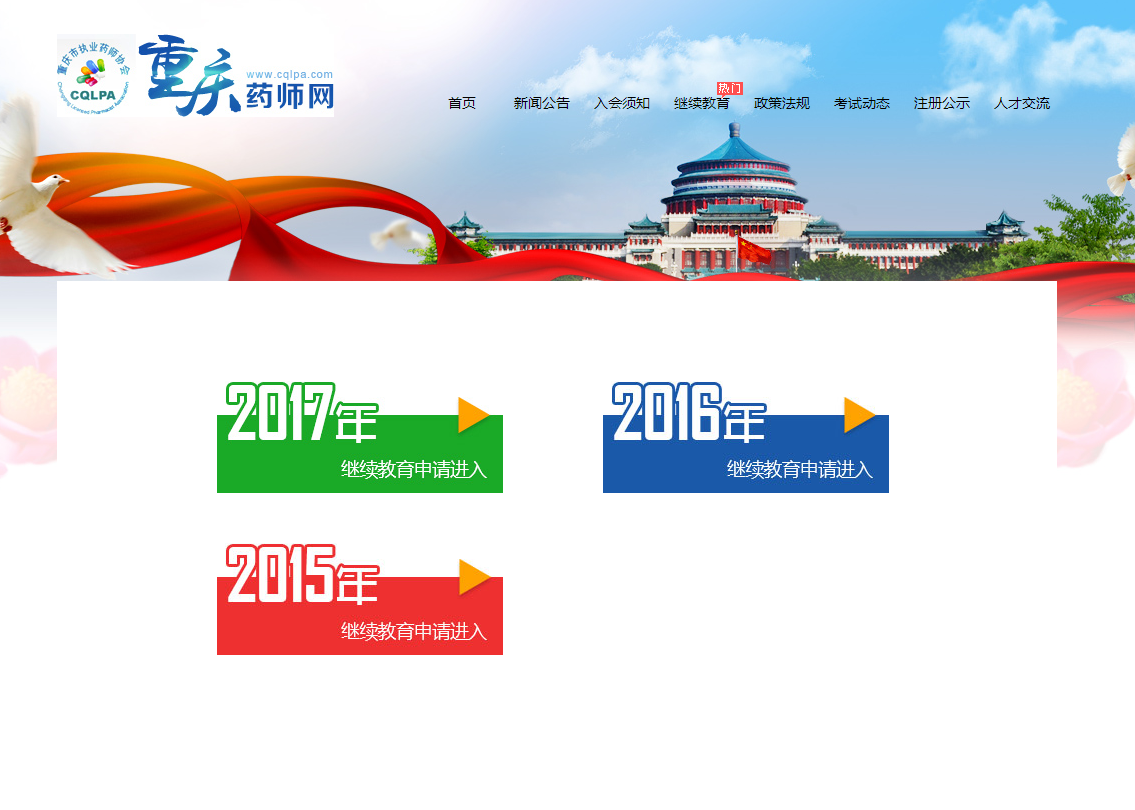 重庆市执业药师协会
CQLPA
Chongqing Licensed Pharmacist Association
重庆
www.cqlpa.com
药师网
热门
首页 新闻公告 入会须知 继续教育 政策法规 考试动态 注册公示 人才交流
2017年
继续教育申请进入
2016年
继续教育申请进入
2015年
继续教育申请进入